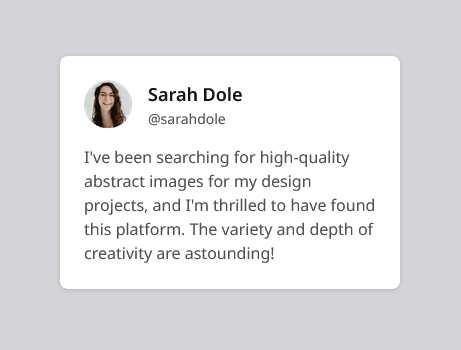 Sarah Dole
@sarahdole
I've been searching for high-quality
abstract images for my design
projects, and I'm thrilled to have found
this platform. The variety and depth of
creativity are astounding!